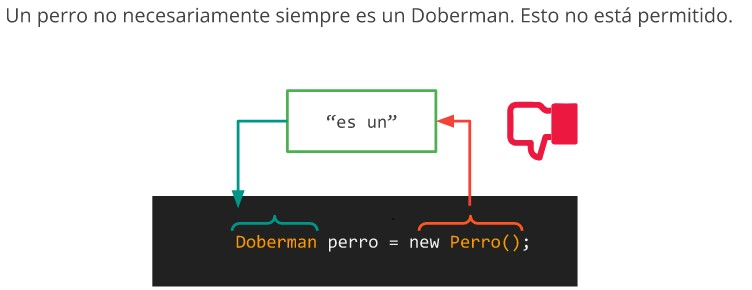 Un perro no necesariamente siempre es un Doberman. Esto no está permitido.
“es un”
Doberman perro = new Perro();